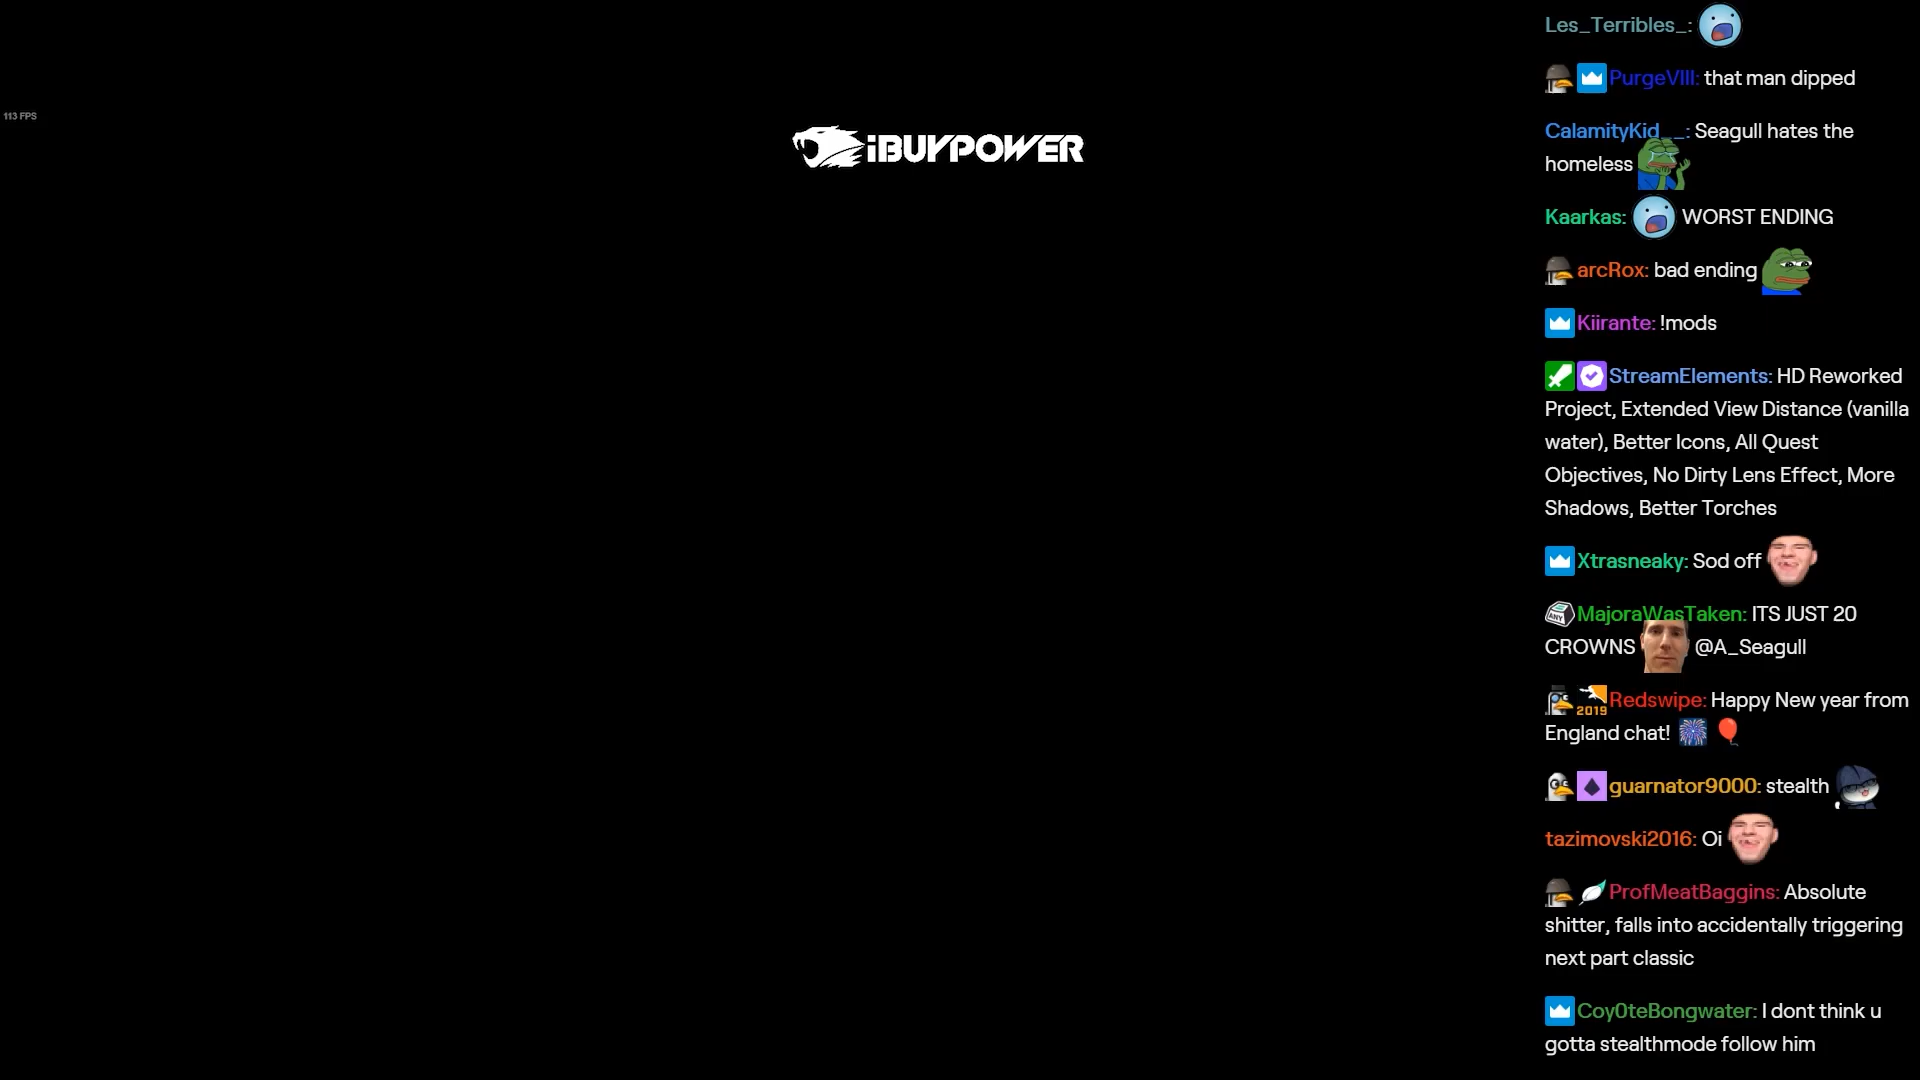 113 FPS
iBUYPOWER
Les_Terribles_:
PurgeVIII: that man dipped
CalamityKid__: Seagull hates the
homeless
Kaarkas: WORST ENDING
arcRox: bad ending
Kiirante: !mods
StreamElements: HD Reworked
Project, Extended View Distance (vanilla
water), Better Icons, All Quest
Objectives, No Dirty Lens Effect, More
Shadows, Better Torches
Xtrasneaky: Sod off
ANY MajoraWasTaken: ITS JUST 20
CROWNS @A_Seagull
2019 Redswipe: Happy New year from
England chat!
guarnator9000: stealth
tazimovski2016: Oi
ProfMeatBaggins: Absolute
shitter, falls into accidentally triggering
next part classic
Coy0teBongwater: I dont think u
gotta stealthmode follow him